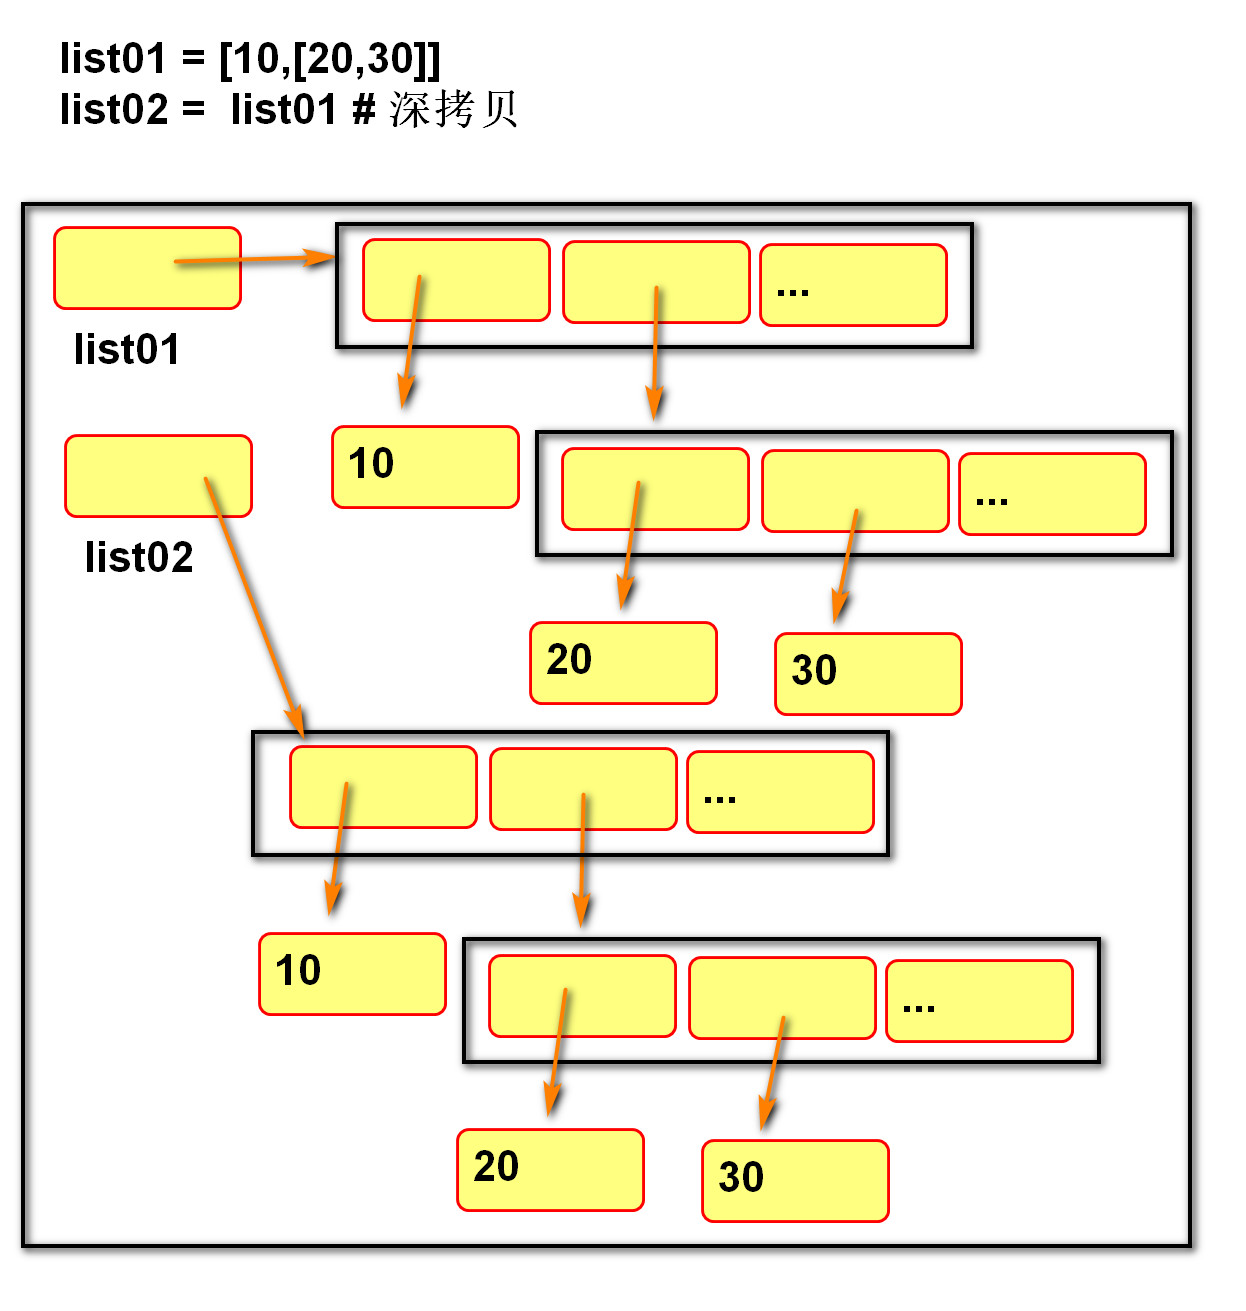 list01 = [10,[20,30]]
list02 =  list01 # 深拷贝
...
list01
10
...
list02
20
30
...
10
...
20
30